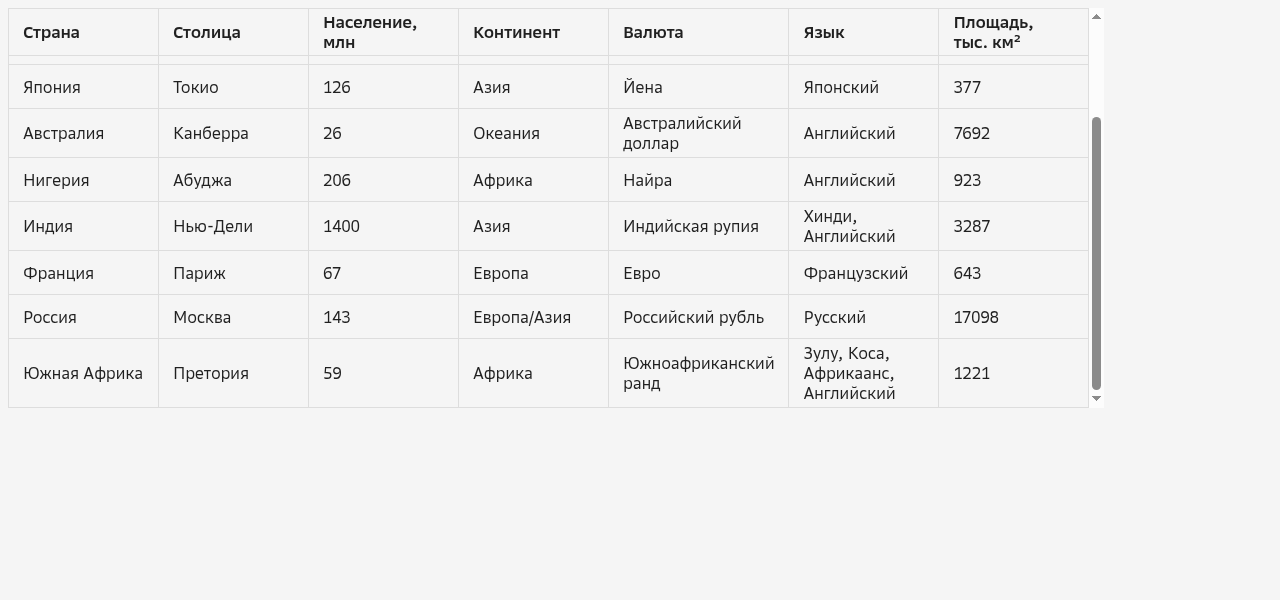 Страна Столица Население, млн Континент Валюта Язык Площадь, тыс. км²
Япония Токио 126 Азия Йена Японский 377
Австралия Канберра 26 Океания Австралийский доллар Английский 7692
Нигерия Абуджа 206 Африка Найра Английский 923
Индия Нью-Дели 1400 Азия Индийская рупия Хинди, Английский 3287
Франция Париж 67 Европа Евро Французский 643
Россия Москва 143 Европа/Азия Российский рубль Русский 17098
Южная Африка Претория 59 Африка Южноафриканский ранд Зулу, Коса, Африкаанс, Английский 1221